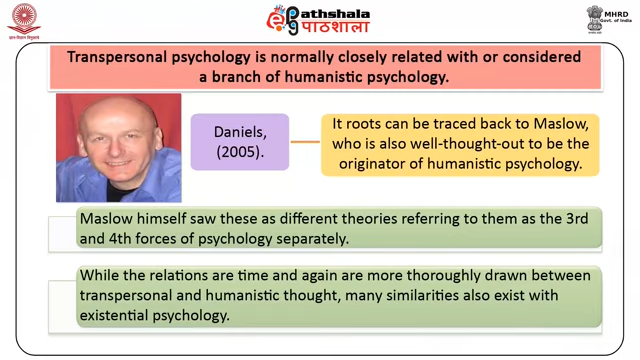 ePathshala
पाठशाला
MHRD
Govt. of India
Transpersonal psychology is normally closely related with or considered
a branch of humanistic psychology.
Daniels,
(2005).
It roots can be traced back to Maslow,
who is also well-thought-out to be the
originator of humanistic psychology.
Maslow himself saw these as different theories referring to them as the 3rd
and 4th forces of psychology separately.
While the relations are time and again are more thoroughly drawn between
transpersonal and humanistic thought, many similarities also exist with
existential psychology.